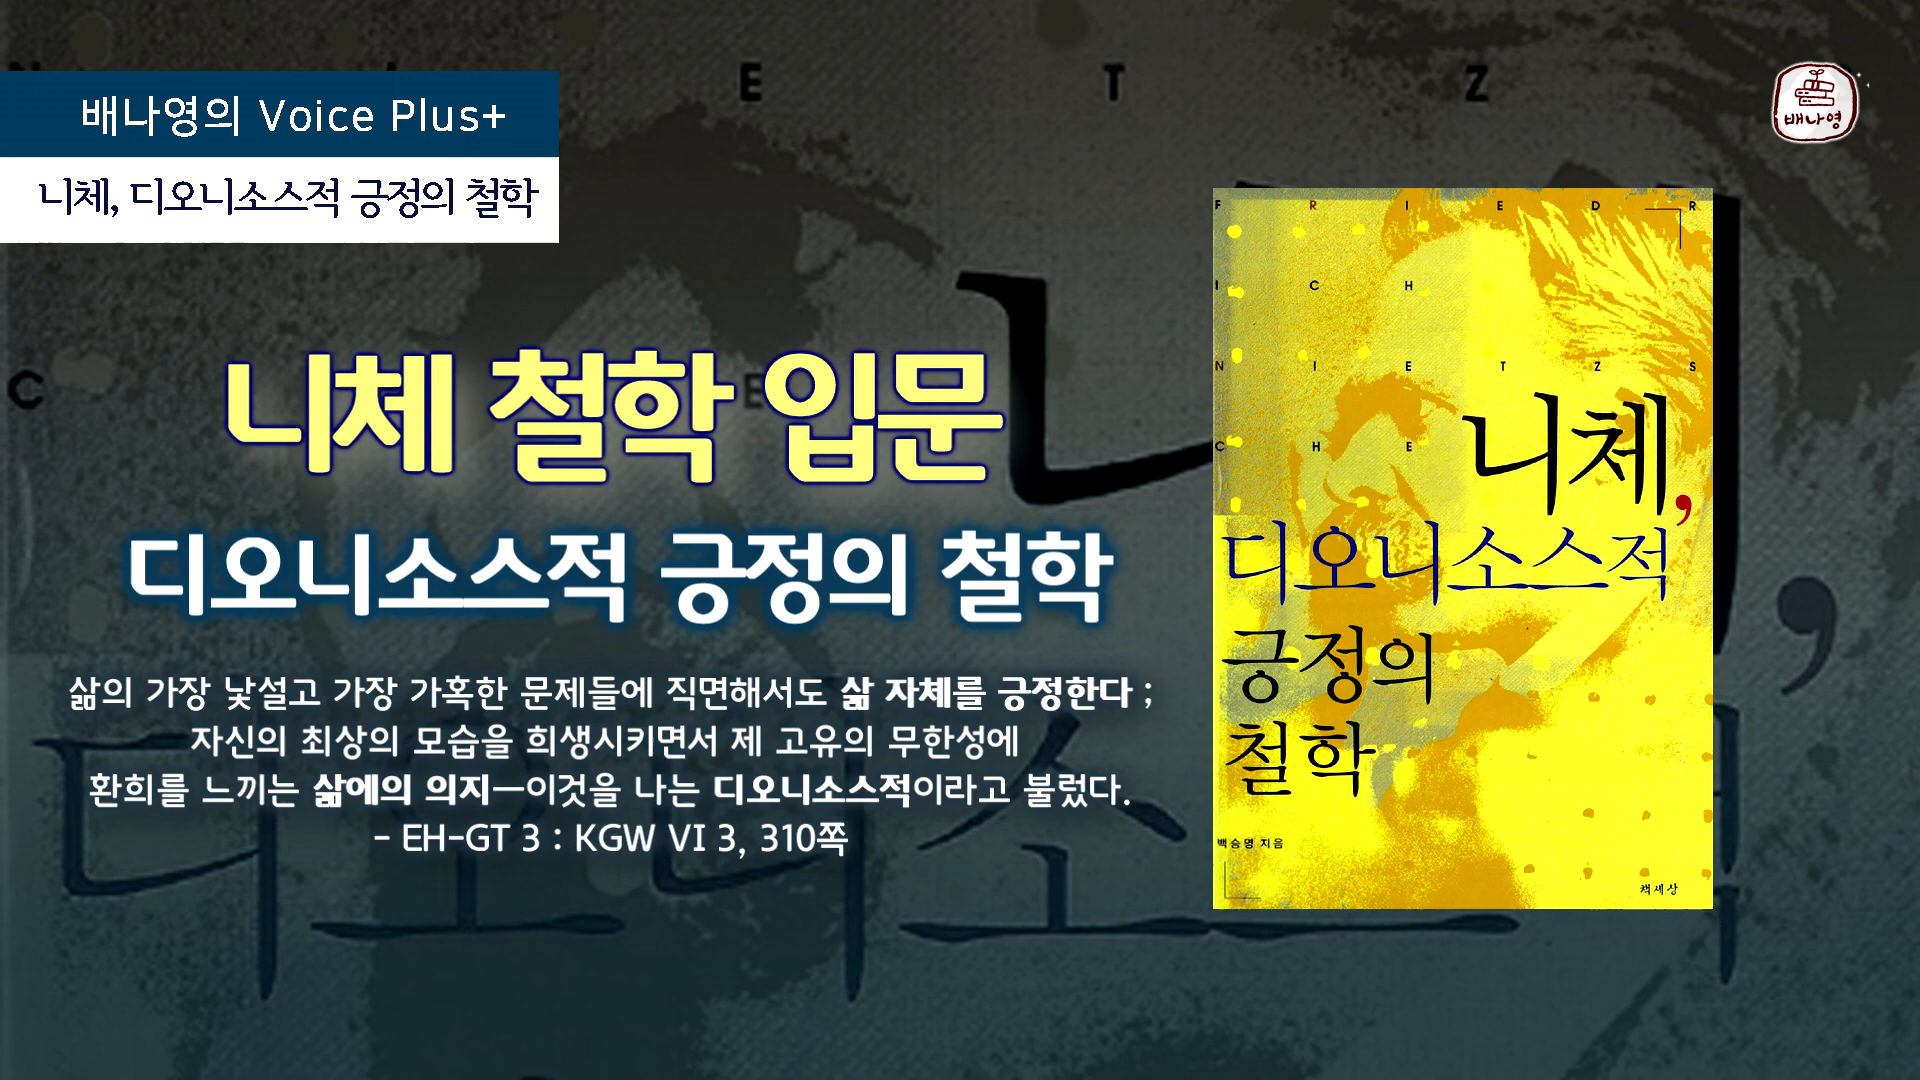 배나영의 Voice Plus+
니체, 디오니소스적 긍정의 철학
배나영
니체 철학 입문
디오니소스적 긍정의 철학
삶의 가장 낯설고 가장 가혹한 문제들에 직면해서도 삶 자체를 긍정한다 ;
자신의 최상의 모습을 희생시키면서 제 고유의 무한성에
환희를 느끼는 삶에의 의지—이것을 나는 디오니소스적이라고 불렀다.
- EH-GT 3 : KGW VI 3, 310쪽
F R I E D R
I C H
N I E T Z S
C H E
니체,
디오니소스적
긍정의
철학
백승영 지음
책세상
E T Z
C E
니
디오니소스적